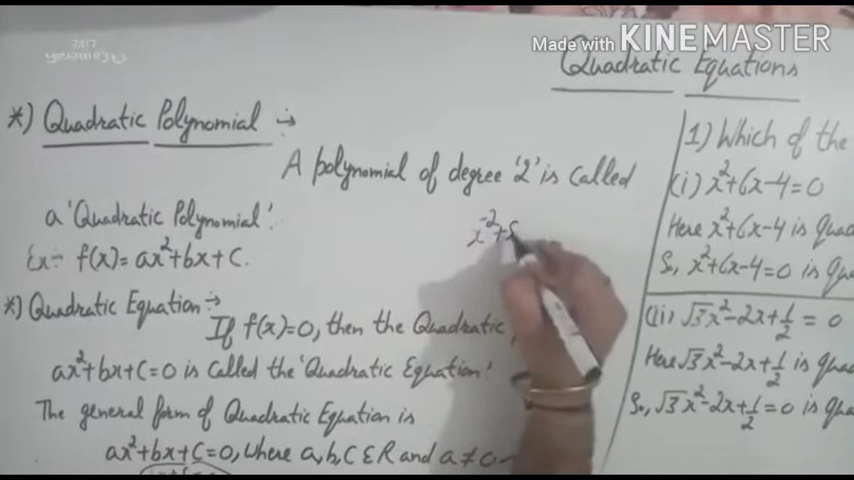 Made with KINEMASTER
Quadratic Equations
*) Quadratic Polynomial :→
A polynomial of degree '2' is called
a 'Quadratic Polynomial'.
Ex:- f(x) = ax²+bx+C.
x⁻²+5
*) Quadratic Equation :→
If f(x)=0, then the Quadratic
ax²+bx+C=0 is called the 'Quadratic Equation'.
The general form of Quadratic Equation is
ax²+bx+C=0, where a,b,C ∈ R and a≠0
1) Which of the
(i) x²+6x-4=0
Here x²+6x-4 is
So, x²+6x-4=0 is
(ii) √3x²-2x+1/2=0
Here √3x²-2x+1/2 is
So, √3x²-2x+1/2=0 is